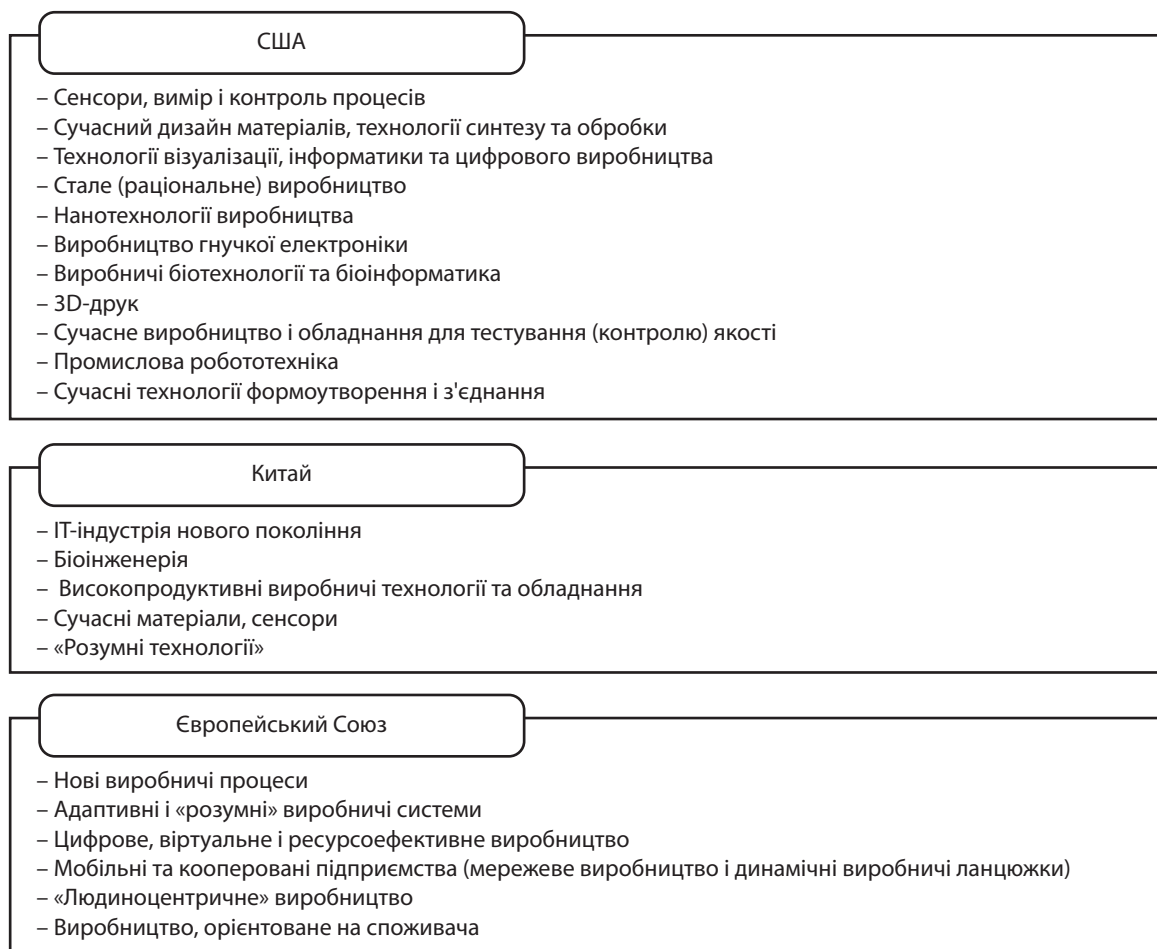 США
– Сенсори, вимір і контроль процесів
– Сучасний дизайн матеріалів, технології синтезу та обробки
– Технології візуалізації, інформатики та цифрового виробництва
– Стале (раціональне) виробництво
– Нанотехнології виробництва
– Виробництво гнучкої електроніки
– Виробничі біотехнології та біоінформатика
– 3D-друк
– Сучасне виробництво і обладнання для тестування (контролю) якості
– Промислова робототехніка
– Сучасні технології формоутворення і з'єднання
Китай
– ІТ-індустрія нового покоління
– Біоінженерія
– Високопродуктивні виробничі технології та обладнання
– Сучасні матеріали, сенсори
– «Розумні технології»
Європейський Союз
– Нові виробничі процеси
– Адаптивні і «розумні» виробничі системи
– Цифрове, віртуальне і ресурсоефективне виробництво
– Мобільні та кооперовані підприємства (мережеве виробництво і динамічні виробничі ланцюжки)
– «Людиноцентричне» виробництво
– Виробництво, орієнтоване на споживача